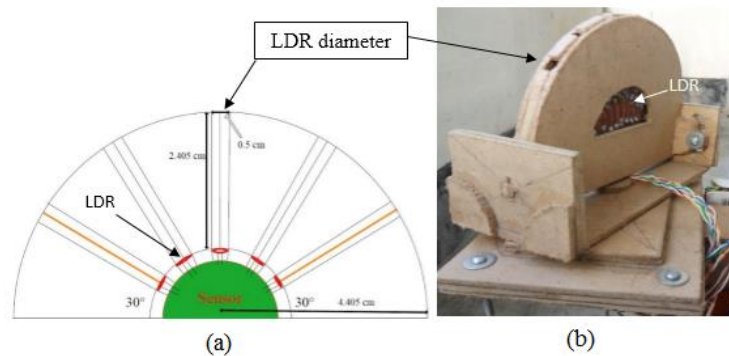 LDR diameter
2.405 cm
0.5 cm
LDR
LDR
30°
Sensor
30°
4.405 cm
(a)
(b)